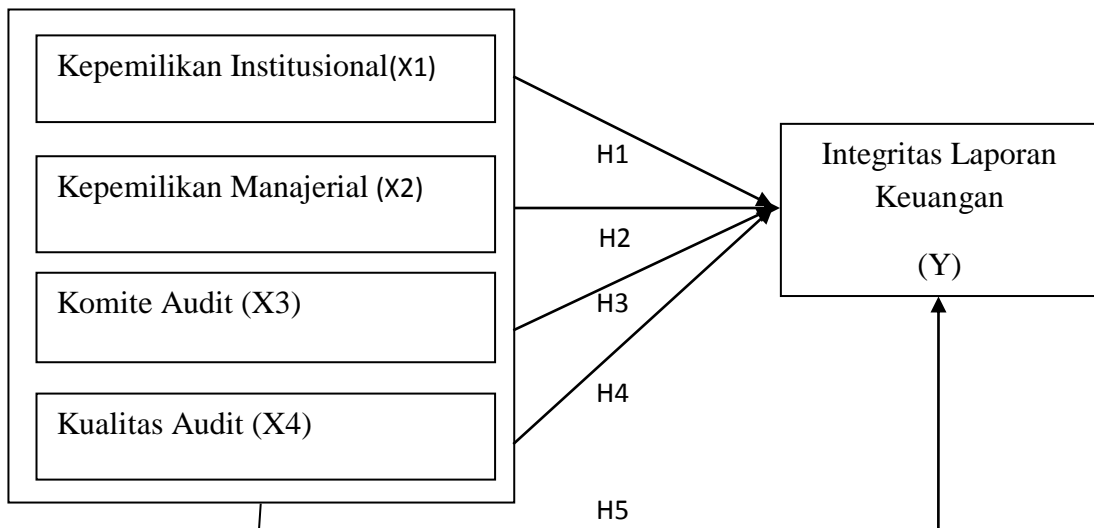 Kepemilikan Institusional(X1)
Kepemilikan Manajerial (X2)
Komite Audit (X3)
Kualitas Audit (X4)
H1
H2
H3
H4
H5
Integritas Laporan
Keuangan
(Y)